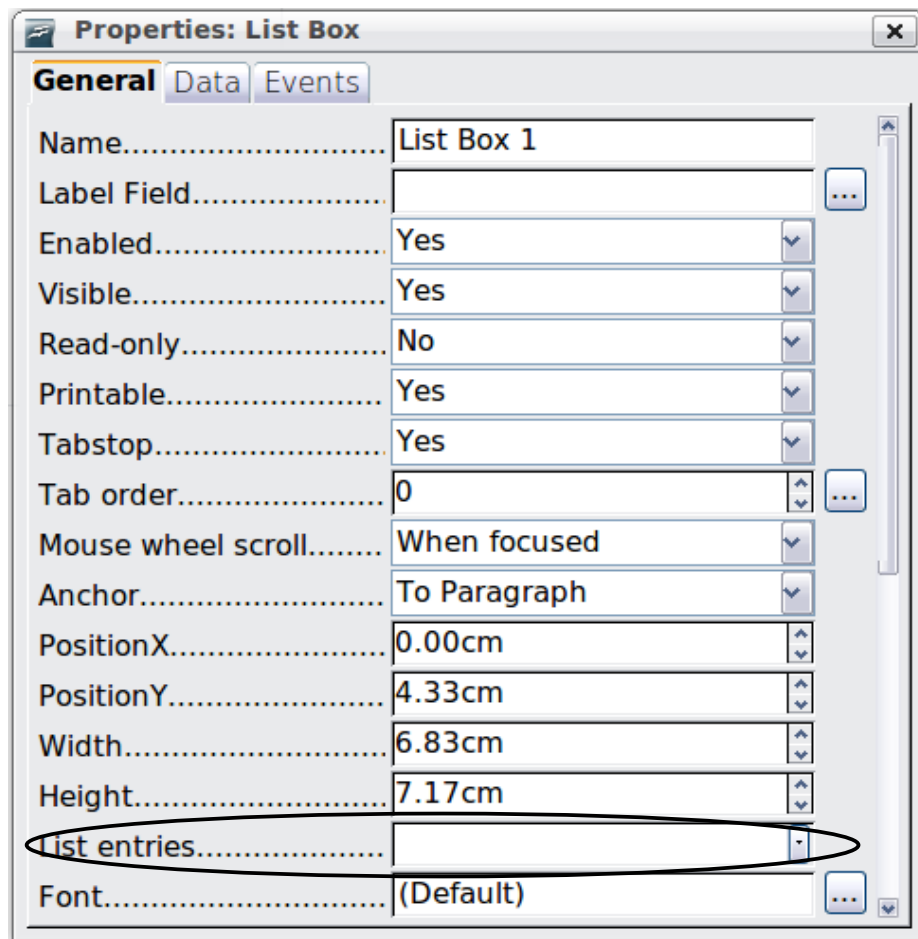 Properties: List Box
General Data Events
Name............................ List Box 1
Label Field..................... ...
Enabled......................... Yes
Visible......................... Yes
Read-only....................... No
Printable....................... Yes
Tabstop......................... Yes
Tab order....................... 0 ...
Mouse wheel scroll........ When focused
Anchor.......................... To Paragraph
PositionX....................... 0.00cm
PositionY....................... 4.33cm
Width........................... 6.83cm
Height.......................... 7.17cm
List entries....................
Font............................ (Default) ...